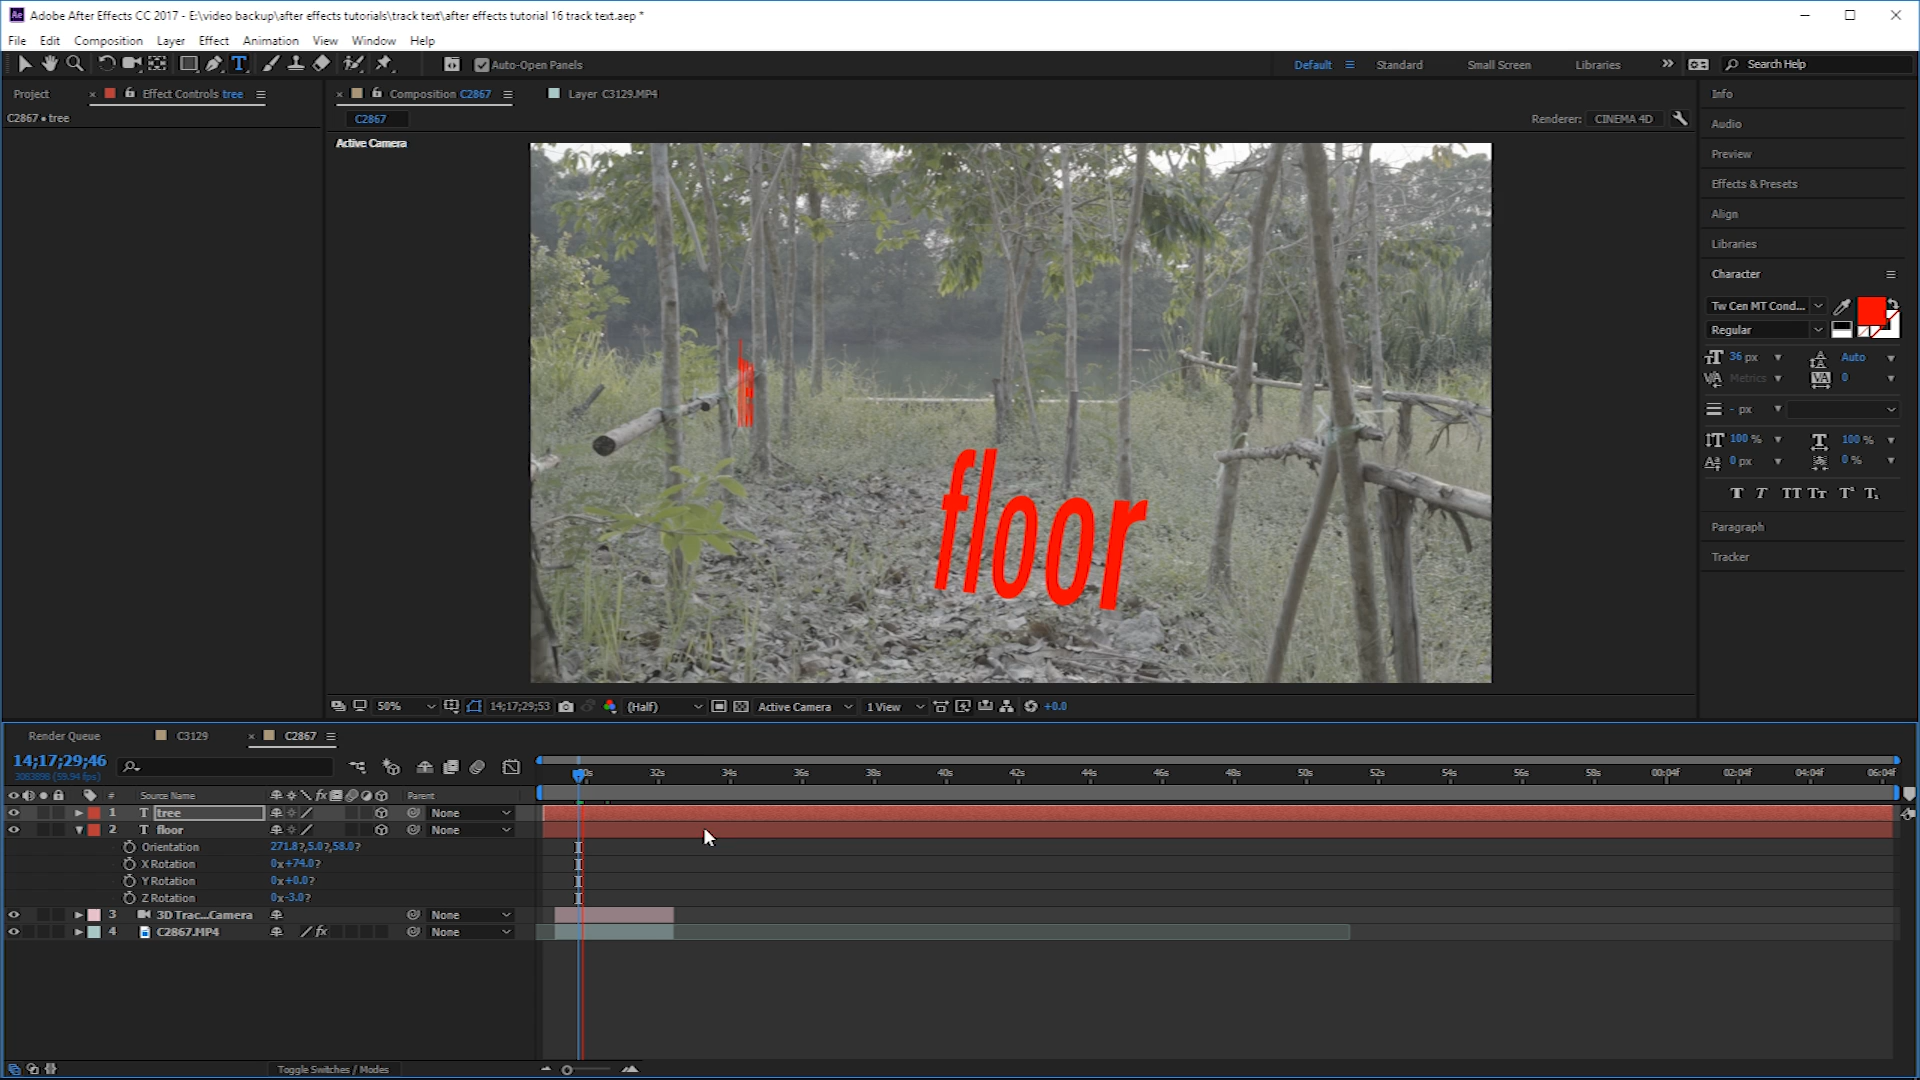 Adobe After Effects CC 2017 - E:\video backup\after effects tutorials\track text\after effects tutorial 16 track text.aep *
File Edit Composition Layer Effect Animation View Window Help
T Auto-Open Panels Default Standard Small Screen Libraries Search Help
Project Effect Controls tree Composition C2867 Layer C3129.MP4 Info
C2867 • tree C2867 Renderer: CINEMA 4D
Audio
Active Camera
Preview
Effects & Presets
Align
Libraries
Character
Tw Cen MT Cond...
Regular
36 px Auto
Metrics 0
- px
100 % 100 %
0 px 0 %
T T TT Tr T T
Paragraph
Tracker
floor
50% 14;17;29;53 (Half) Active Camera 1 View +0.0
Render Queue C3129 C2867
14;17;29;46
3083898 (59.94 fps)
32s 34s 36s 38s 40s 42s 44s 46s 48s 50s 52s 54s 56s 58s 00:04f 02:04f 04:04f 06:04f
# Source Name fx Parent
1 T tree None
2 T floor None
Orientation 271.8?,5.0?,58.0?
X Rotation 0x+74.0?
Y Rotation 0x+0.0?
Z Rotation 0x-3.0?
3 3D Trac...Camera None
4 C2867.MP4 fx None
Toggle Switches / Modes